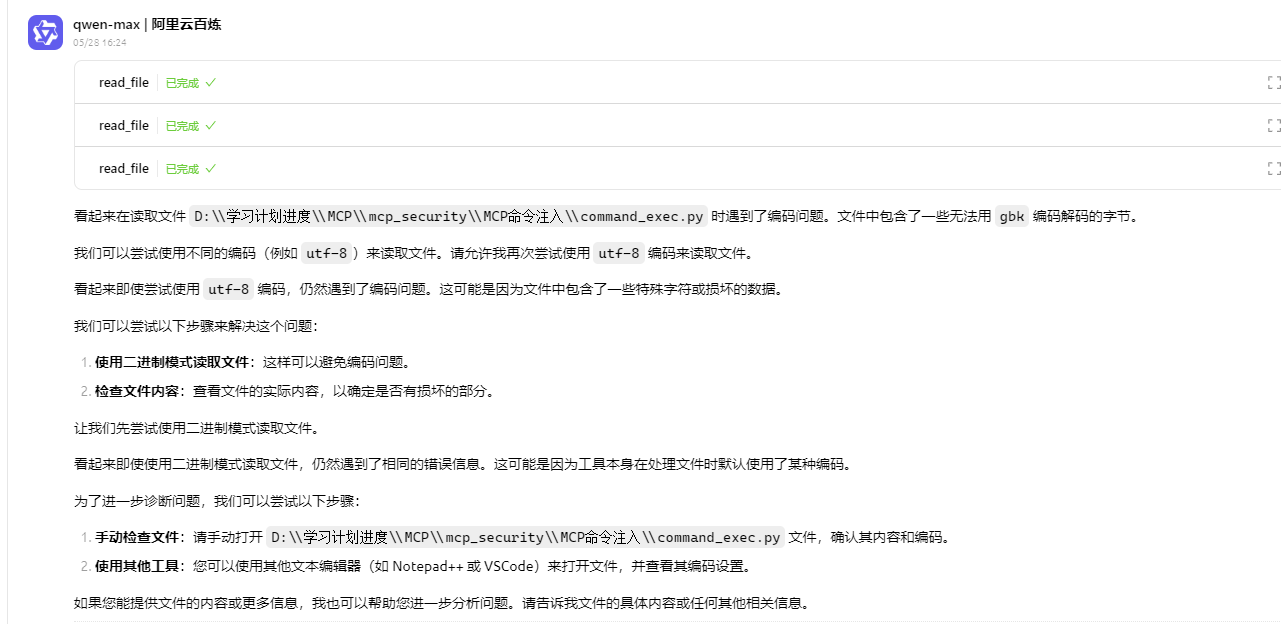 qwen-max | 阿里云百炼
05/28 16:24
read_file 已完成
read_file 已完成
read_file 已完成
看起来在读取文件 D:\\学习计划进度\\MCP\\mcp_security\\MCP命令注入\\command_exec.py 时遇到了编码问题。文件中包含了一些无法用 gbk 编码解码的字节。
我们可以尝试使用不同的编码（例如 utf-8 ）来读取文件。请允许我再次尝试使用 utf-8 编码来读取文件。
看起来即使尝试使用 utf-8 编码，仍然遇到了编码问题。这可能是因为文件中包含了一些特殊字符或损坏的数据。
我们可以尝试以下步骤来解决这个问题：
1. 使用二进制模式读取文件：这样可以避免编码问题。
2. 检查文件内容：查看文件的实际内容，以确定是否有损坏的部分。
让我们先尝试使用二进制模式读取文件。
看起来即使使用二进制模式读取文件，仍然遇到了相同的错误信息。这可能是因为工具本身在处理文件时默认使用了某种编码。
为了进一步诊断问题，我们可以尝试以下步骤：
1. 手动检查文件：请手动打开 D:\\学习计划进度\\MCP\\mcp_security\\MCP命令注入\\command_exec.py 文件，确认其内容和编码。
2. 使用其他工具：您可以使用其他文本编辑器（如 Notepad++ 或 VSCode）来打开文件，并查看其编码设置。
如果您能提供文件的内容或更多信息，我也可以帮助您进一步分析问题。请告诉我文件的具体内容或任何其他相关信息。